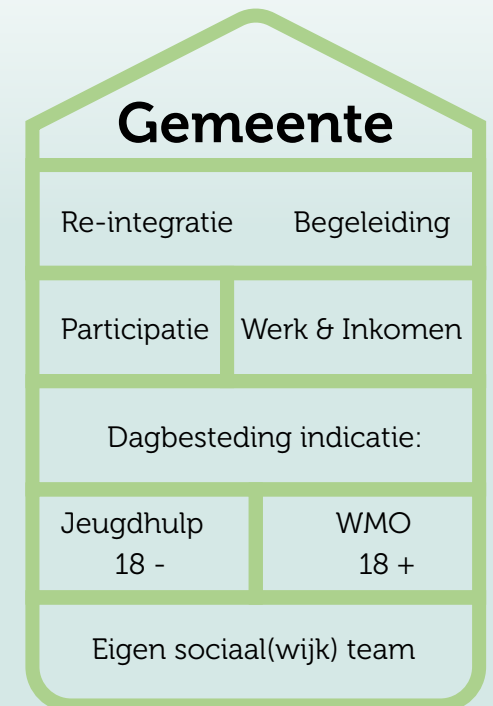 Gemeente
Re-integratie Begeleiding
Participatie Werk & Inkomen
Dagbesteding indicatie:
Jeugdhulp WMO
18 - 18 +
Eigen sociaal(wijk) team